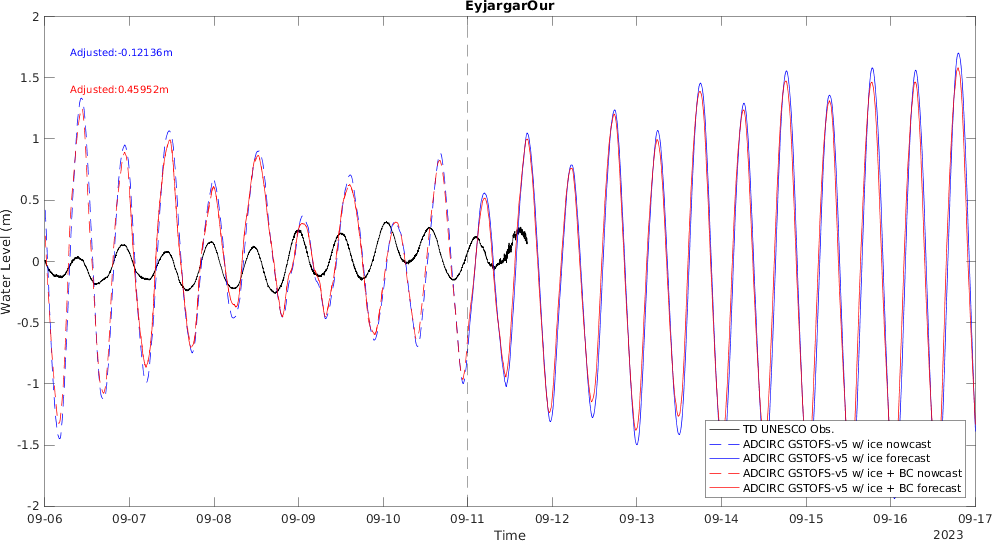 EyjargarOur
Adjusted:-0.12136m
Adjusted:0.45952m
Water Level (m)
2
1.5
1
0.5
0
-0.5
-1
-1.5
-2
TD UNESCO Obs.
ADCIRC GSTOFS-v5 w/ ice nowcast
ADCIRC GSTOFS-v5 w/ ice forecast
ADCIRC GSTOFS-v5 w/ ice + BC nowcast
ADCIRC GSTOFS-v5 w/ ice + BC forecast
09-06 09-07 09-08 09-09 09-10 09-11 09-12 09-13 09-14 09-15 09-16 09-17
Time
2023